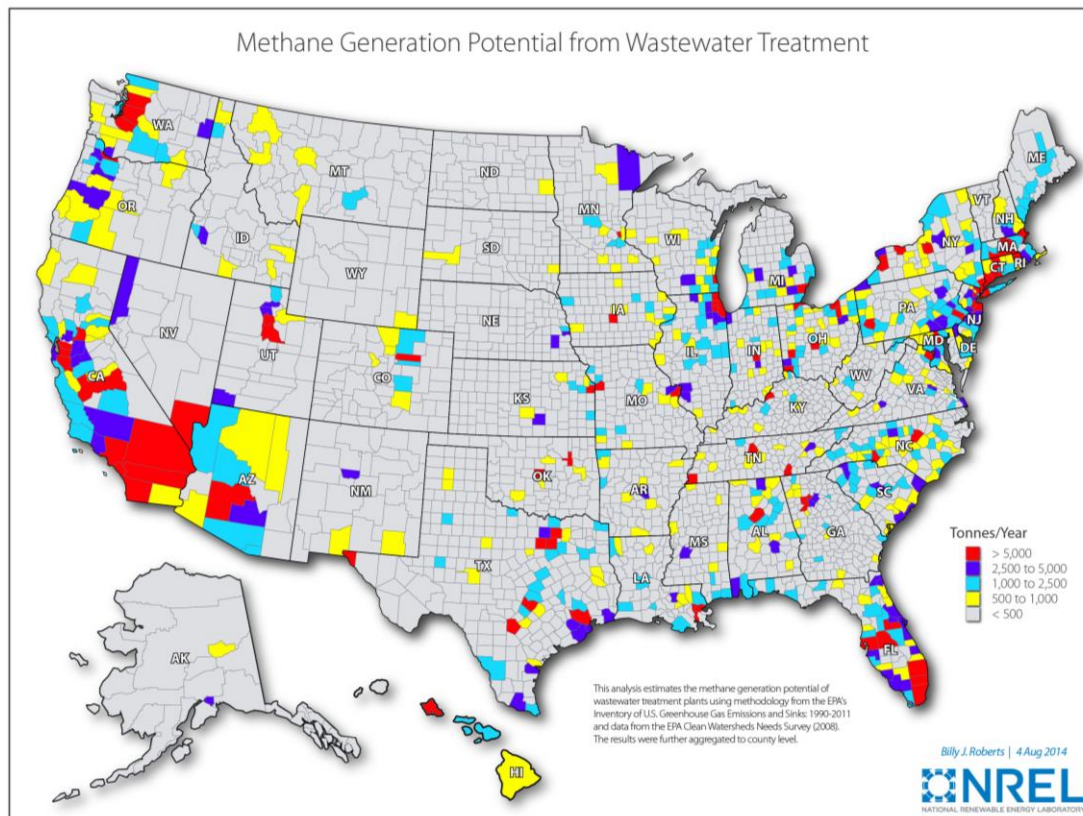 Methane Generation Potential from Wastewater Treatment
WA
MT
ND
MN
ME
VT
NH
OR
ID
SD
WI
NY
MA
CT
RI
WY
MI
PA
NJ
NV
UT
NE
IA
IL
IN
OH
MD
DE
CA
CO
KS
MO
WV
VA
KY
NC
AZ
NM
OK
AR
TN
SC
TX
LA
MS
AL
GA
FL
AK
HI
Tonnes/Year
> 5,000
2,500 to 5,000
1,000 to 2,500
500 to 1,000
< 500
This analysis estimates the methane generation potential of
wastewater treatment plants using methodology from the EPA's
Inventory of U.S. Greenhouse Gas Emissions and Sinks: 1990-2011
and data from the EPA Clean Watersheds Needs Survey (2008).
The results were further aggregated to county level.
Billy J. Roberts | 4 Aug 2014
NREL
NATIONAL RENEWABLE ENERGY LABORATORY